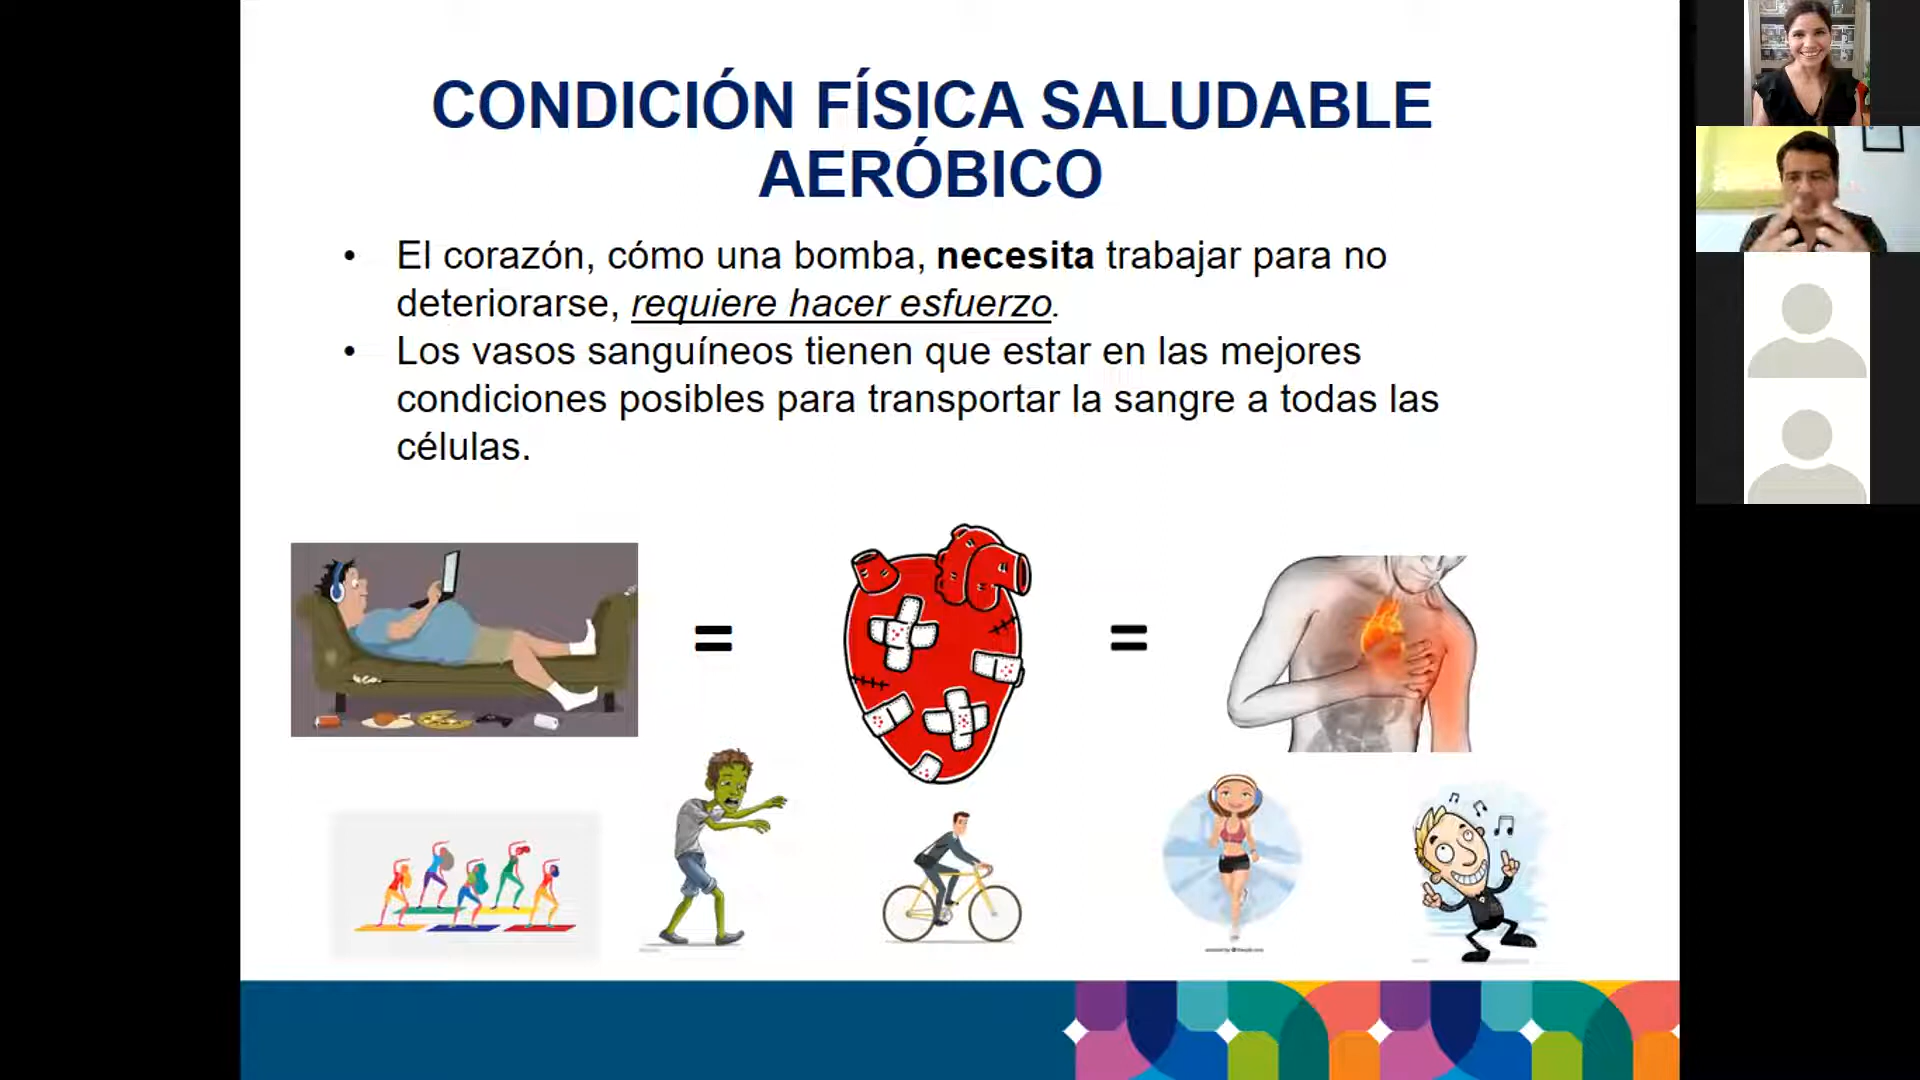 CONDICIÓN FÍSICA SALUDABLE
AERÓBICO
• El corazón, cómo una bomba, necesita trabajar para no
deteriorarse, requiere hacer esfuerzo.
• Los vasos sanguíneos tienen que estar en las mejores
condiciones posibles para transportar la sangre a todas las
células.
= =